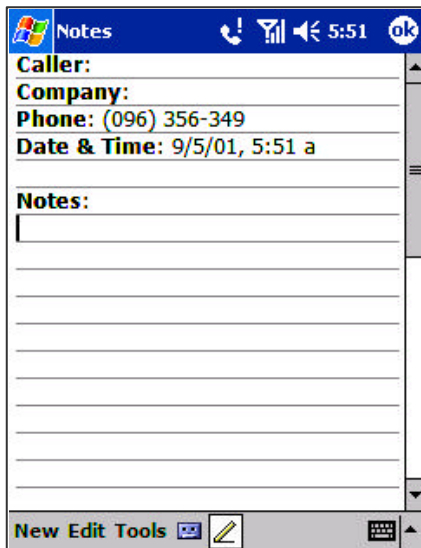 Notes 5:51 ok
Caller:
Company:
Phone: (096) 356-349
Date & Time: 9/5/01, 5:51 a
Notes:
New Edit Tools